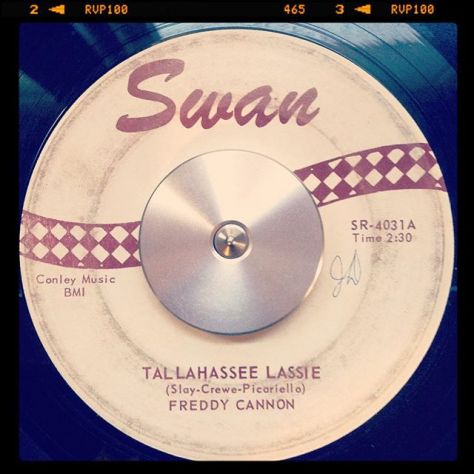 2 ◄ RVP100 465 3 ◄ RVP100
Swan
SR-4031A
Time 2:30
JD
Conley Music
BMI
TALLAHASSEE LASSIE
(Slay-Crewe-Picariello)
FREDDY CANNON